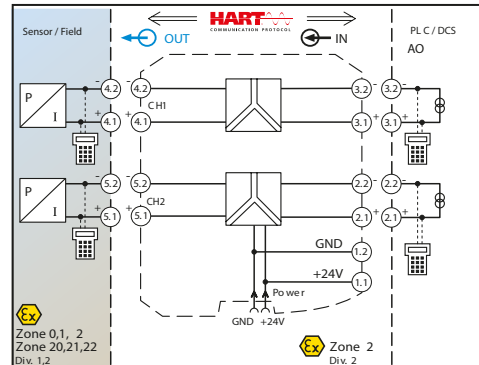 Sensor / Field
HART
COMMUNICATION PROTOCOL
OUT
IN
PLC / DCS
AO
P
I
- 4.2 - 4.2
CH1
3.2 - 3.2 -
+ 4.1 + 4.1
3.1 + 3.1 +
P
I
- 5.2 - 5.2
CH2
2.2 - 2.2 -
+ 5.1 + 5.1
2.1 + 2.1 +
GND
1.2
+24V
1.1
Power
GND +24V
Ex
Zone 0,1, 2
Zone 20,21,22
Div. 1,2
Ex
Zone 2
Div. 2